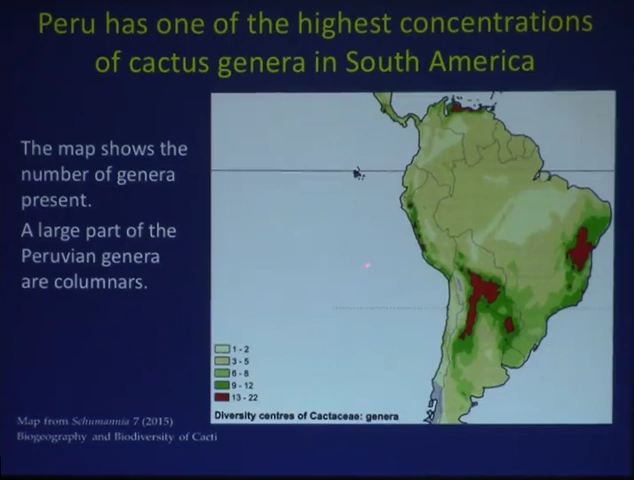 Peru has one of the highest concentrations
of cactus genera in South America
The map shows the
number of genera
present.
A large part of the
Peruvian genera
are columnars.
1 - 2
3 - 5
6 - 8
9 - 12
13 - 22
Diversity centres of Cactaceae: genera
Map from Schumannia 7 (2015)
Biogeography and Biodiversity of Cacti